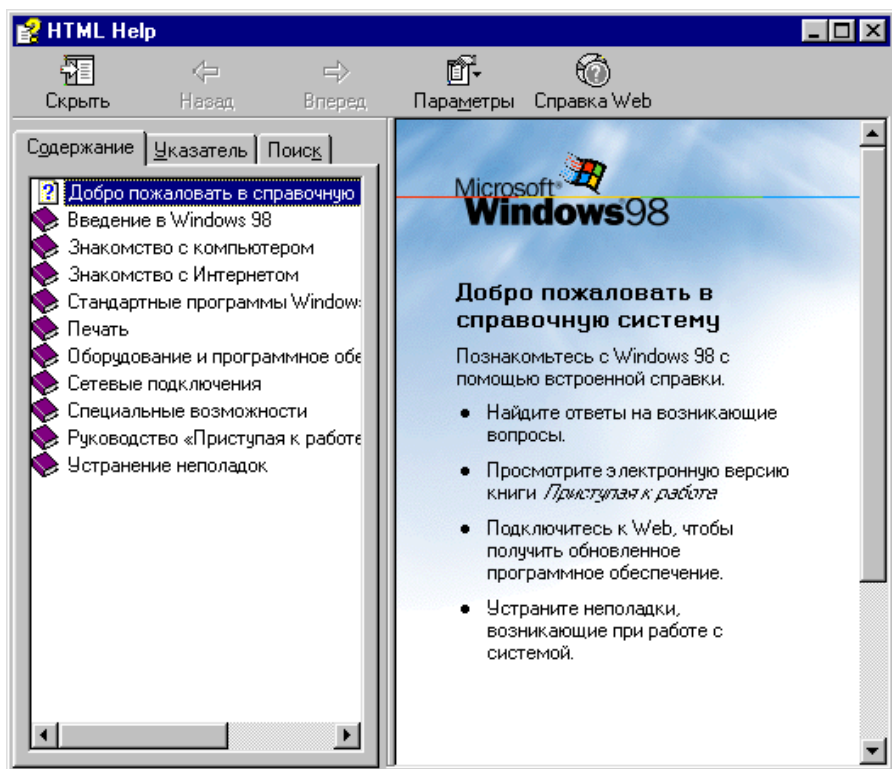 HTML Help
Скрыть Назад Вперед Параметры Справка Web
Содержание Указатель Поиск
Добро пожаловать в справочную
Введение в Windows 98
Знакомство с компьютером
Знакомство с Интернетом
Стандартные программы Window
Печать
Оборудование и программное обе
Сетевые подключения
Специальные возможности
Руководство «Приступая к работе
Устранение неполадок
Microsoft®
Windows98
Добро пожаловать в
справочную систему
Познакомьтесь с Windows 98 с
помощью встроенной справки.
• Найдите ответы на возникающие
вопросы.
• Просмотрите электронную версию
книги Приступая к работе
• Подключитесь к Web, чтобы
получить обновленное
программное обеспечение.
• Устраните неполадки,
возникающие при работе с
системой.